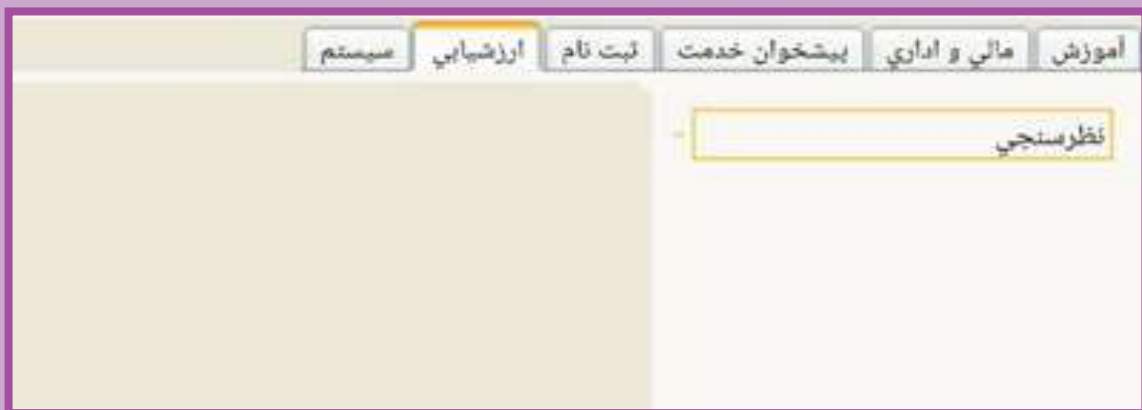 آموزش مالي و اداري پيشخوان خدمت ثبت نام ارزشيابي سيستم
نظرسنجي